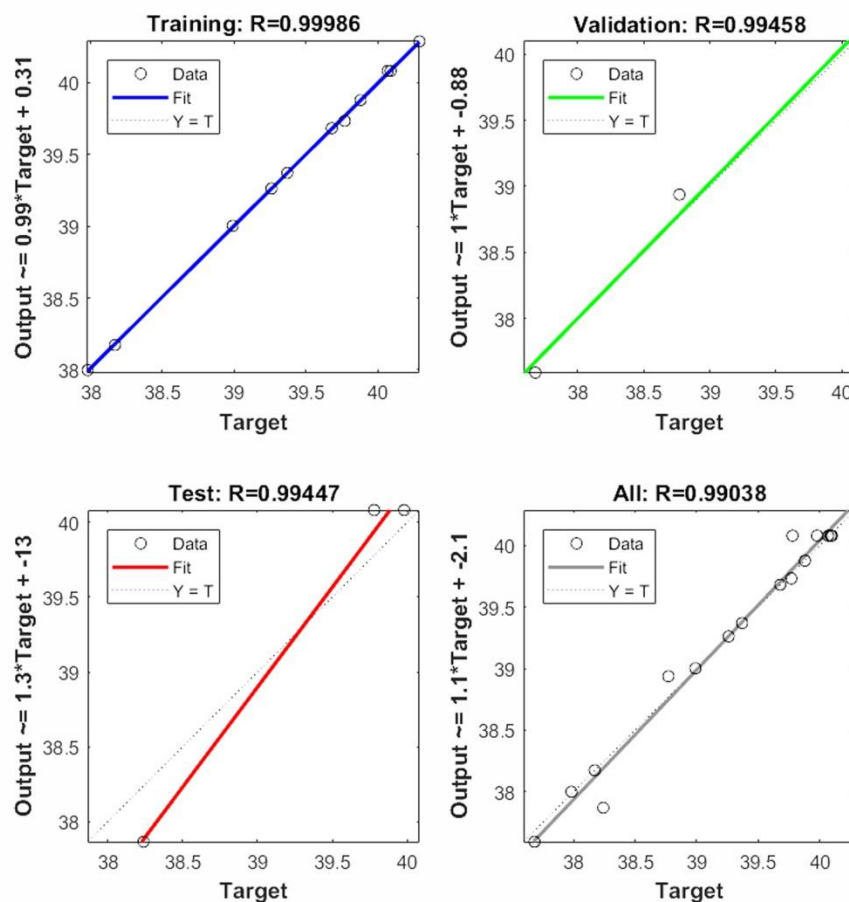 Training: R=0.99986
Output ~= 0.99*Target + 0.31
Data
Fit
Y = T
40
39.5
39
38.5
38
38 38.5 39 39.5 40
Target
Validation: R=0.99458
Output ~= 1*Target + -0.88
Data
Fit
Y = T
40
39.5
39
38.5
38
38 38.5 39 39.5 40
Target
Test: R=0.99447
Output ~= 1.3*Target + -13
Data
Fit
Y = T
40
39.5
39
38.5
38
38 38.5 39 39.5 40
Target
All: R=0.99038
Output ~= 1.1*Target + -2.1
Data
Fit
Y = T
40
39.5
39
38.5
38
38 38.5 39 39.5 40
Target